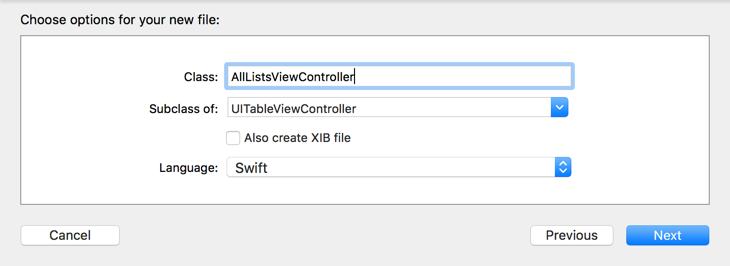 Choose options for your new file:
Class: AllListsViewController
Subclass of: UITableViewController
Also create XIB file
Language: Swift
Cancel Previous Next